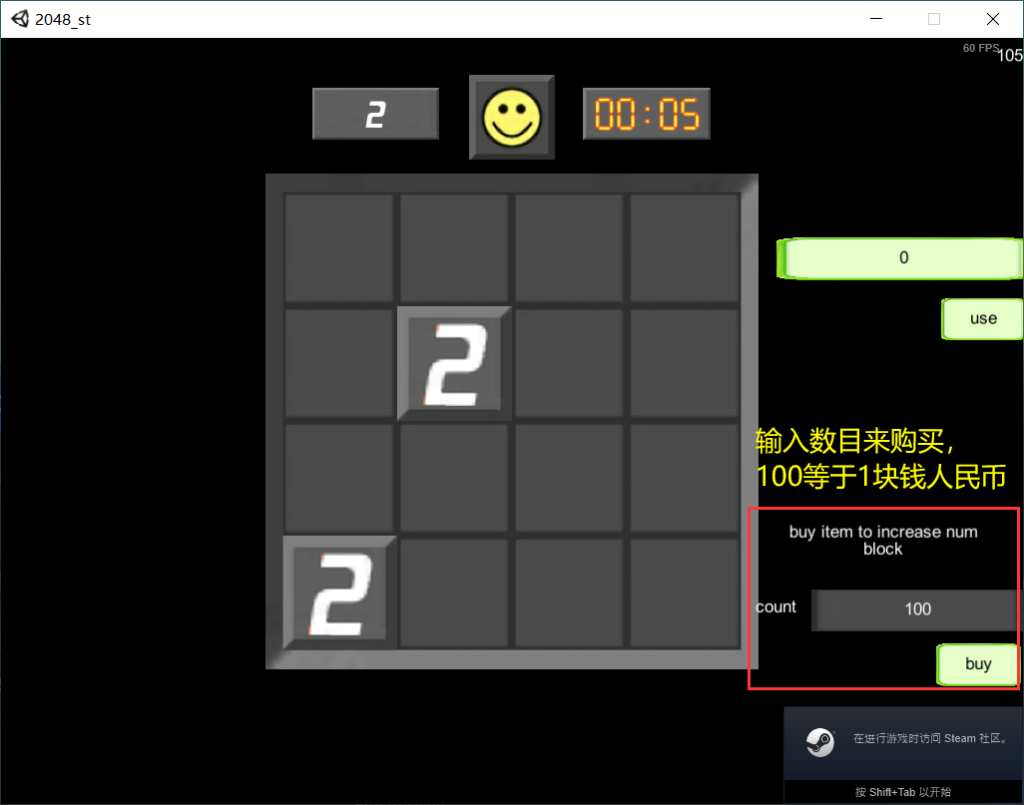 2048_st
60 FPS
105
2
00:05
0
use
2
输入数目来购买，
100等于1块钱人民币
buy item to increase num
block
2
count
100
buy
在进行游戏时访问 Steam 社区。
按 Shift+Tab 以开始